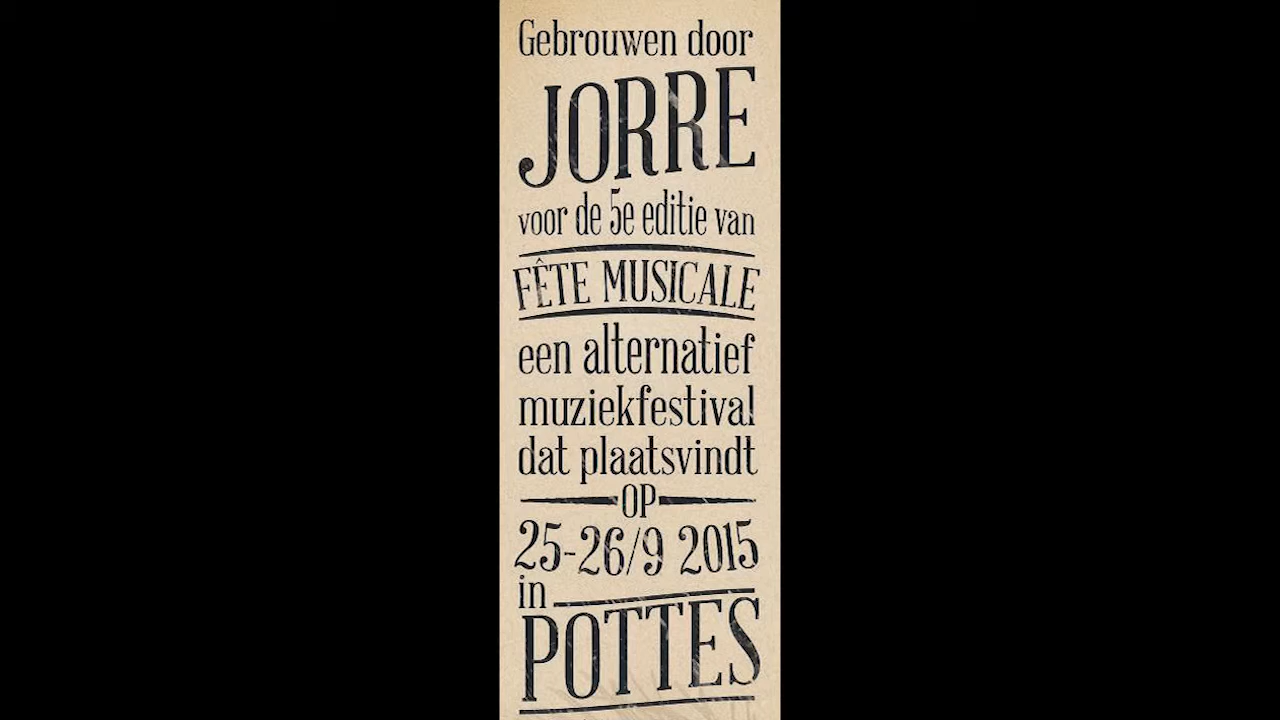 Gebrouwen door
JORRE
voor de 5e editie van
FÊTE MUSICALE
een alternatief
muziekfestival
dat plaatsvindt
OP
25-26/9 2015
in
POTTES